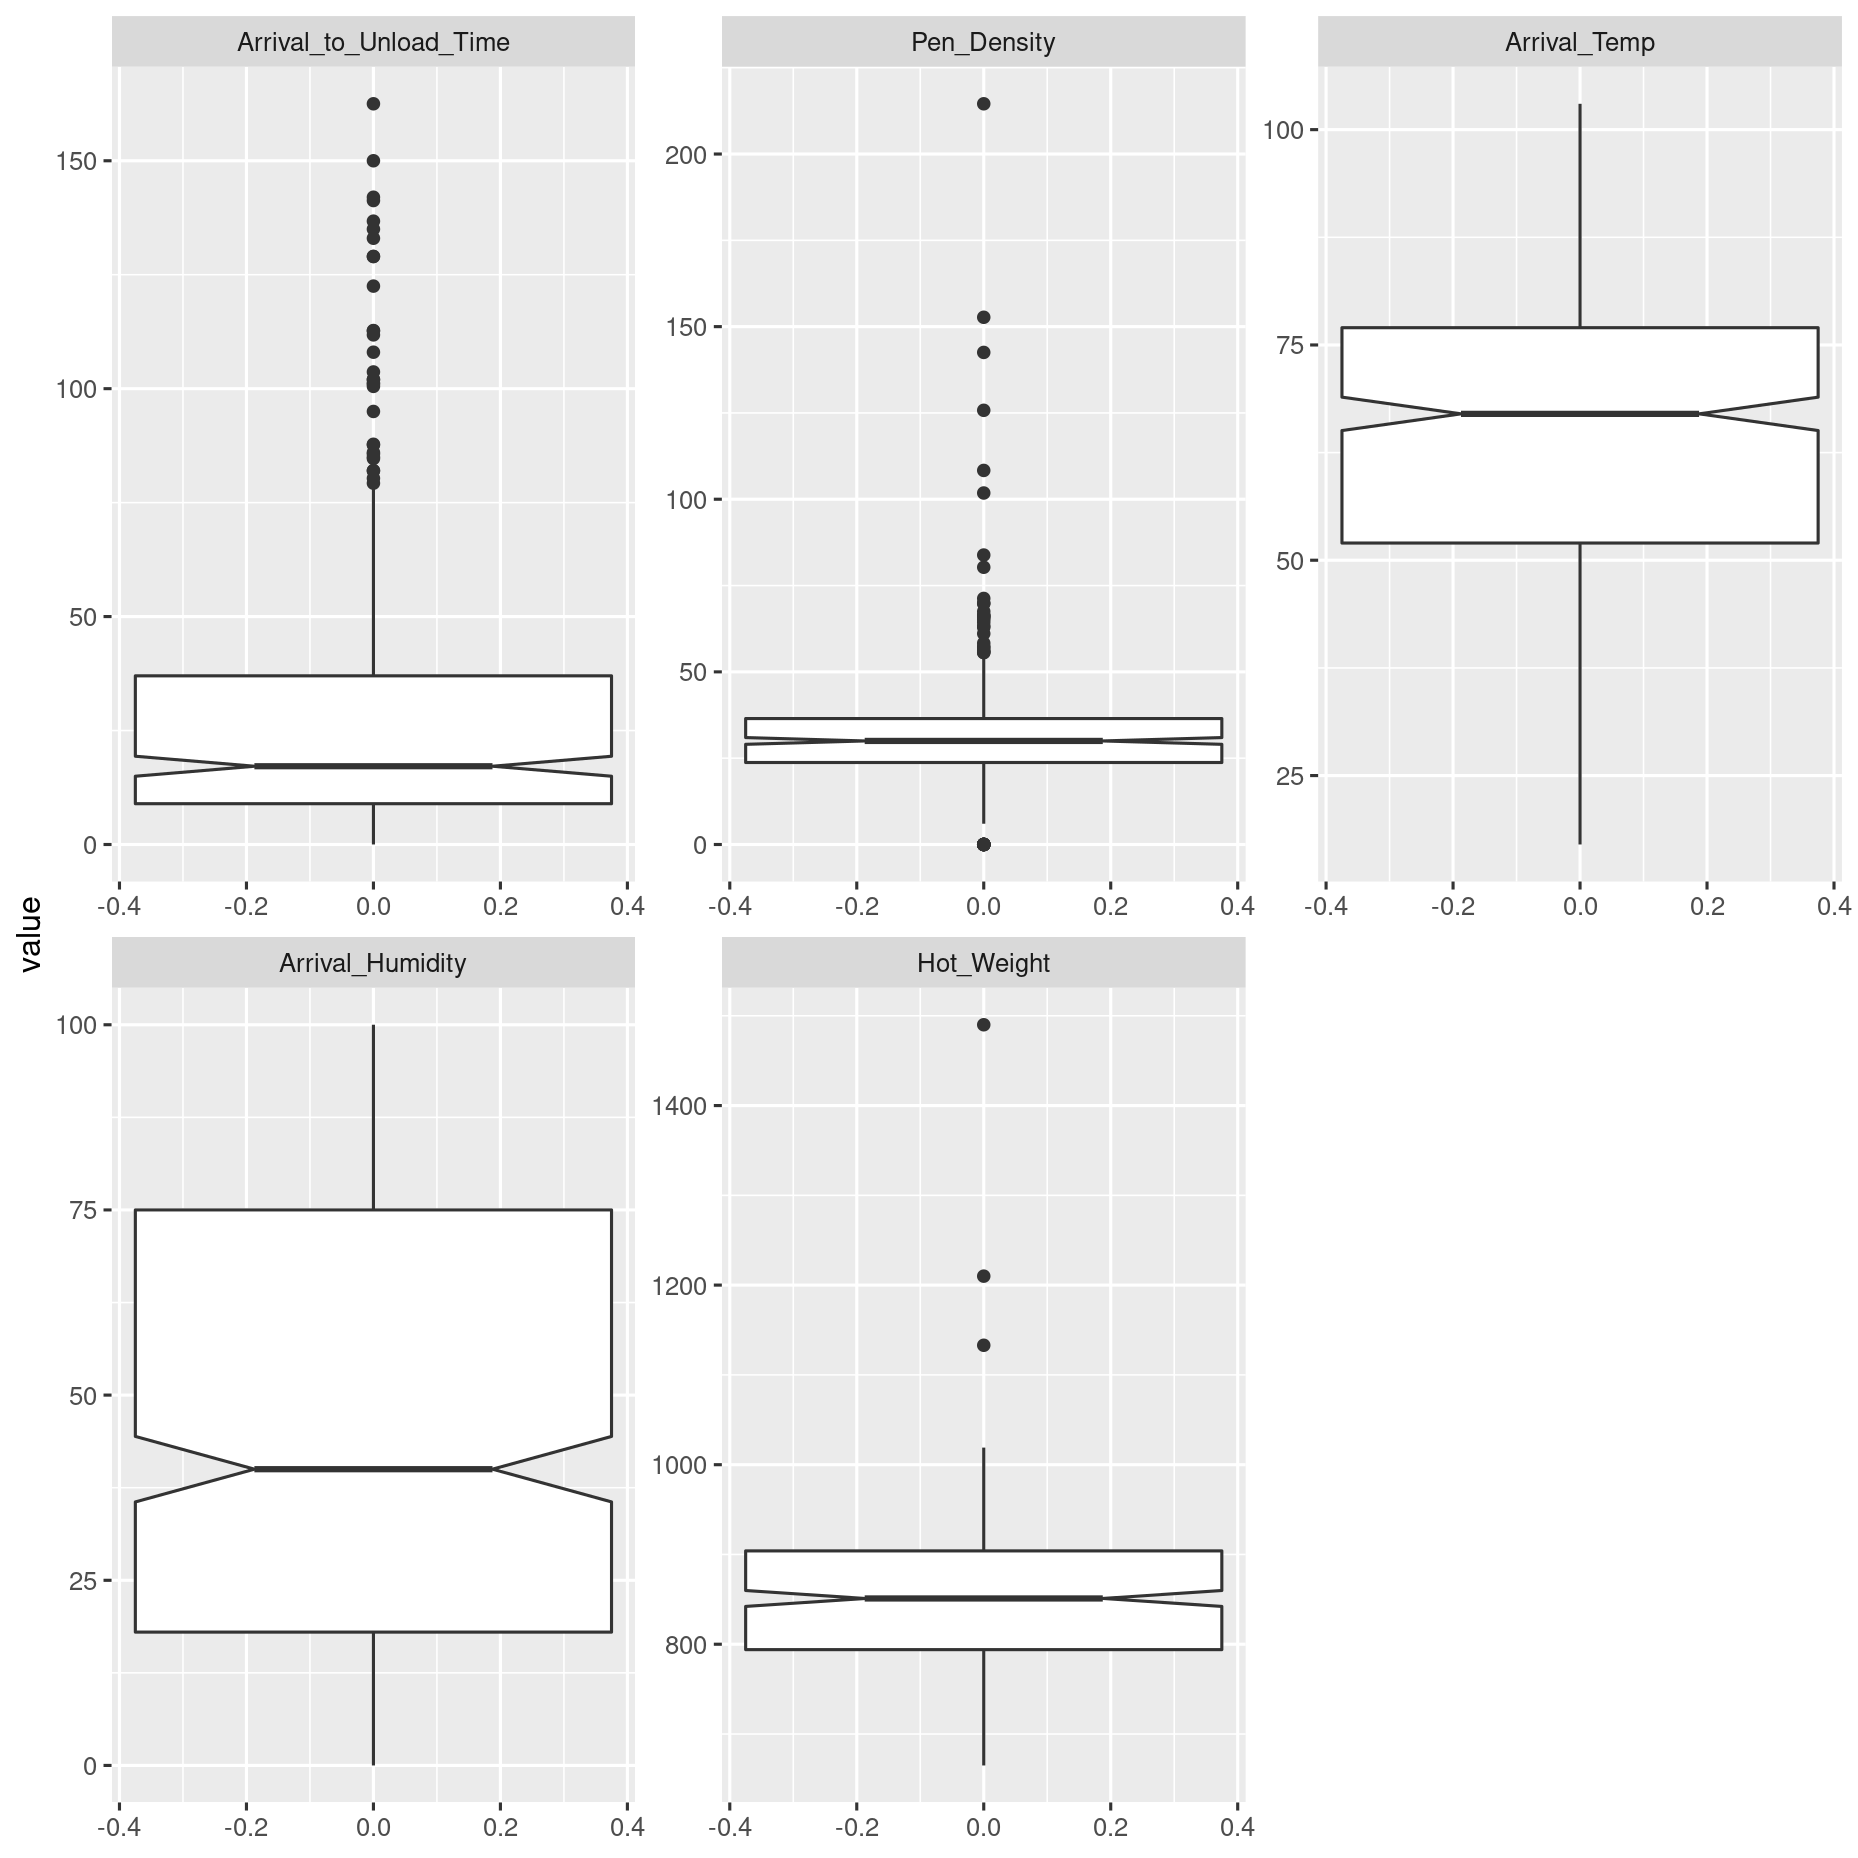 Arrival_to_Unload_Time
Pen_Density
Arrival_Temp
150
100
50
0
200
150
100
50
0
100
75
50
25
-0.4 -0.2 0.0 0.2 0.4
-0.4 -0.2 0.0 0.2 0.4
-0.4 -0.2 0.0 0.2 0.4
value
Arrival_Humidity
Hot_Weight
100
75
50
25
0
1400
1200
1000
800
-0.4 -0.2 0.0 0.2 0.4
-0.4 -0.2 0.0 0.2 0.4